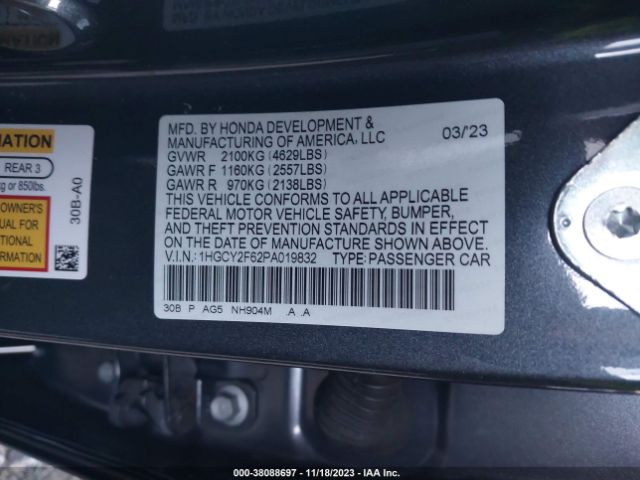 MFD. BY HONDA DEVELOPMENT &
MANUFACTURING OF AMERICA, LLC 03/'23
GVWR 2100KG (4629LBS)
GAWR F 1160KG (2557LBS)
GAWR R 970KG (2138LBS)
THIS VEHICLE CONFORMS TO ALL APPLICABLE
FEDERAL MOTOR VEHICLE SAFETY, BUMPER,
AND THEFT PREVENTION STANDARDS IN EFFECT
ON THE DATE OF MANUFACTURE SHOWN ABOVE.
V.I.N.: 1HGCY2F62PA019832 TYPE: PASSENGER CAR
30B P AG5 NH904M .A .A
REAR 3
or 850lbs.
OWNER'S
FOR
30B-A0
000-38088697 - 11/18/2023 - IAA Inc.